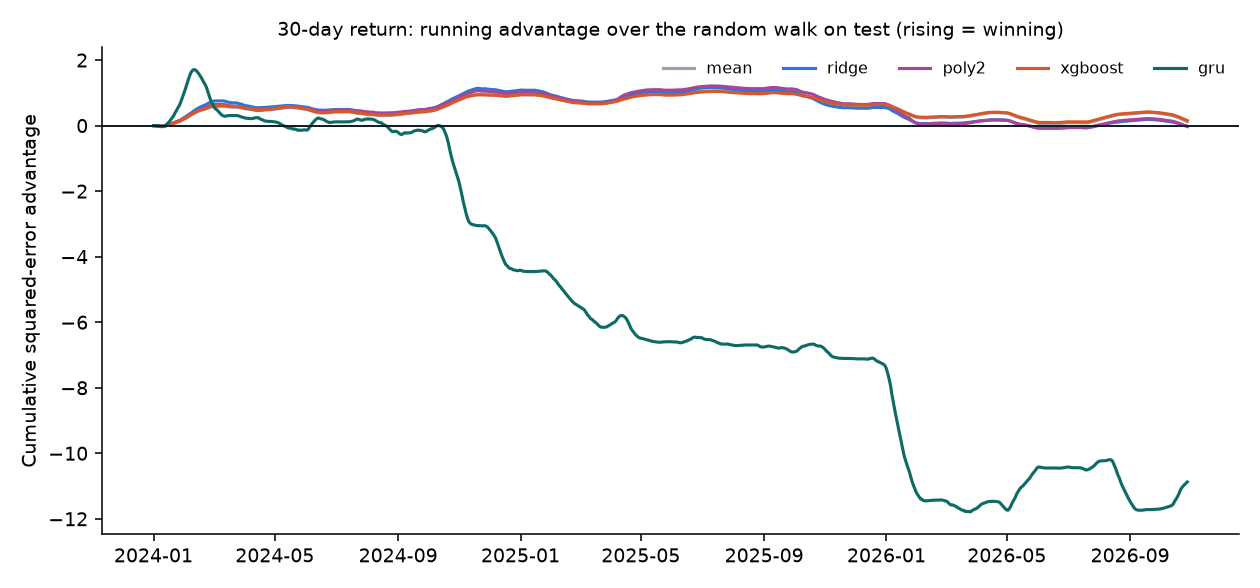 30-day return: running advantage over the random walk on test (rising = winning)
mean ridge poly2 xgboost gru
Cumulative squared-error advantage
2
0
−2
−4
−6
−8
−10
−12
2024-01 2024-05 2024-09 2025-01 2025-05 2025-09 2026-01 2026-05 2026-09